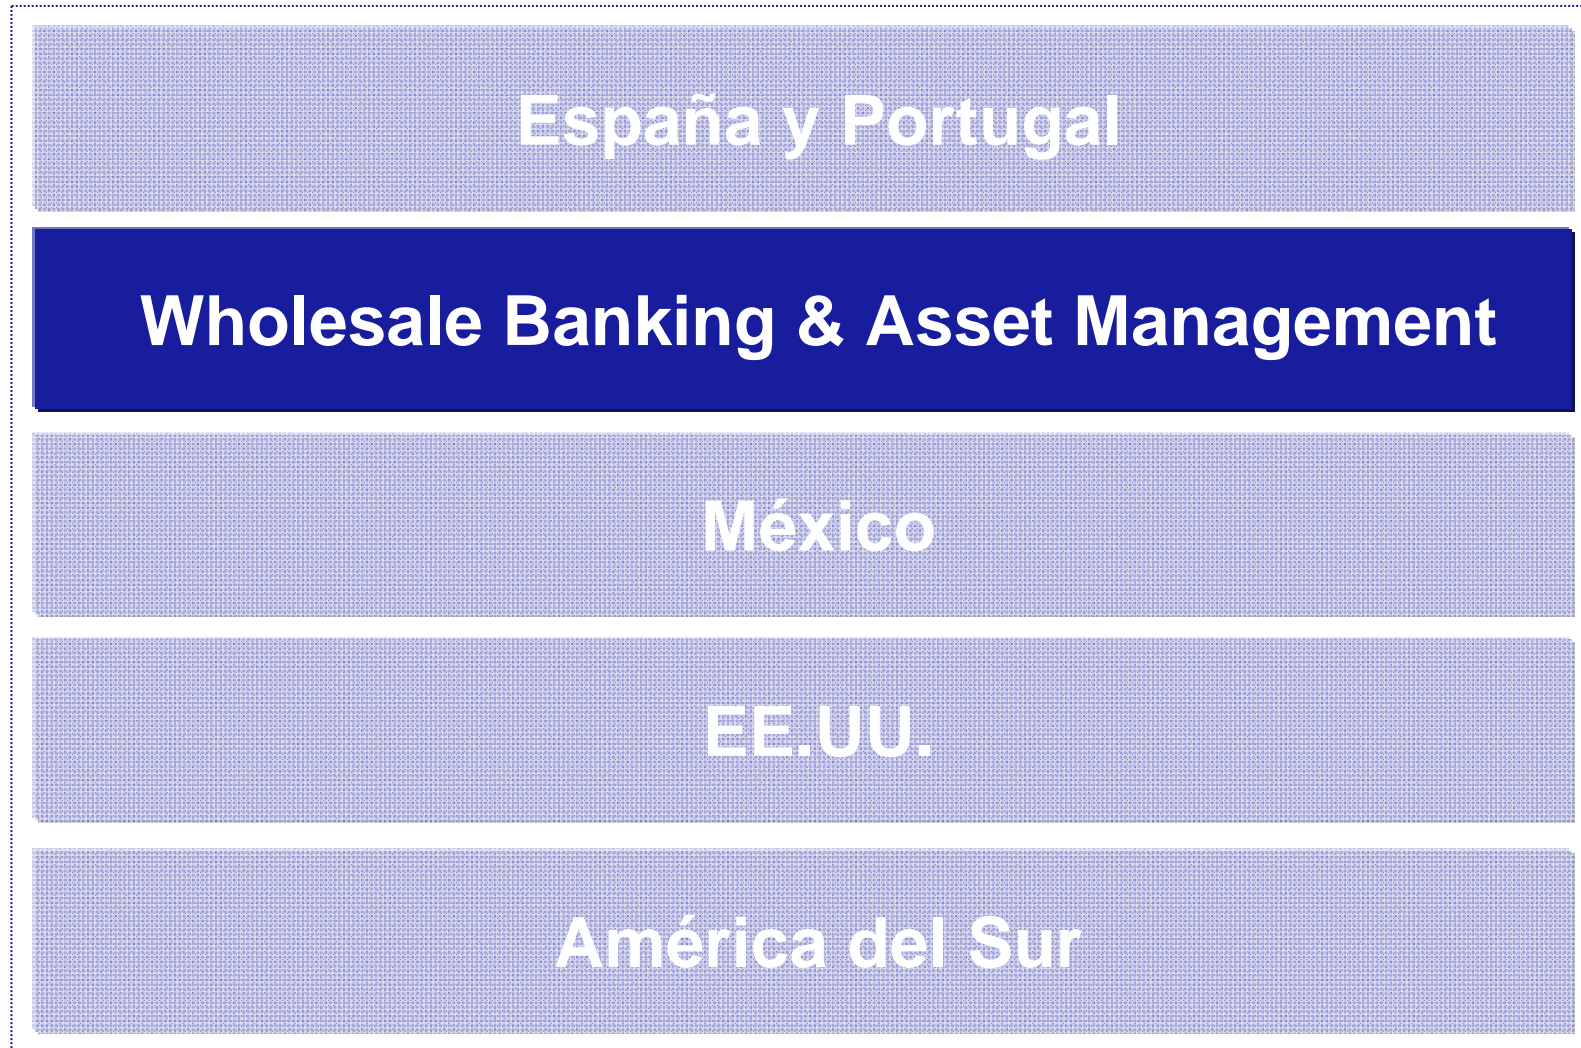 España y Portugal
Wholesale Banking & Asset Management
México
EE.UU.
América del Sur